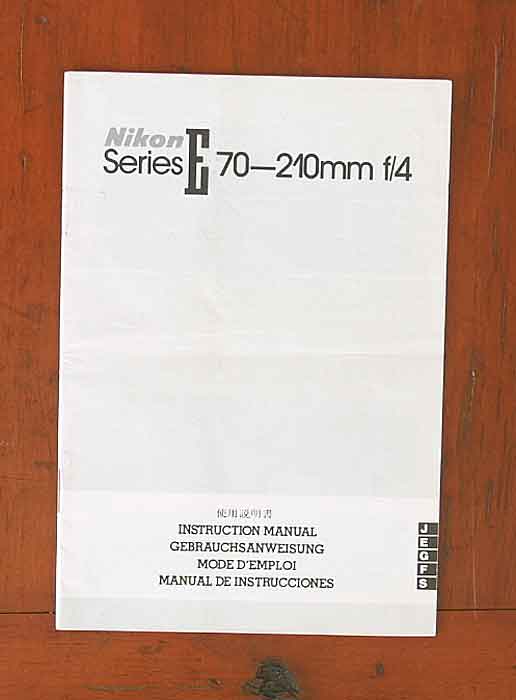 Nikon
Series E 70—210mm f/4
使用説明書
INSTRUCTION MANUAL
GEBRAUCHSANWEISUNG
MODE D'EMPLOI
MANUAL DE INSTRUCCIONES
J
E
G
F
S